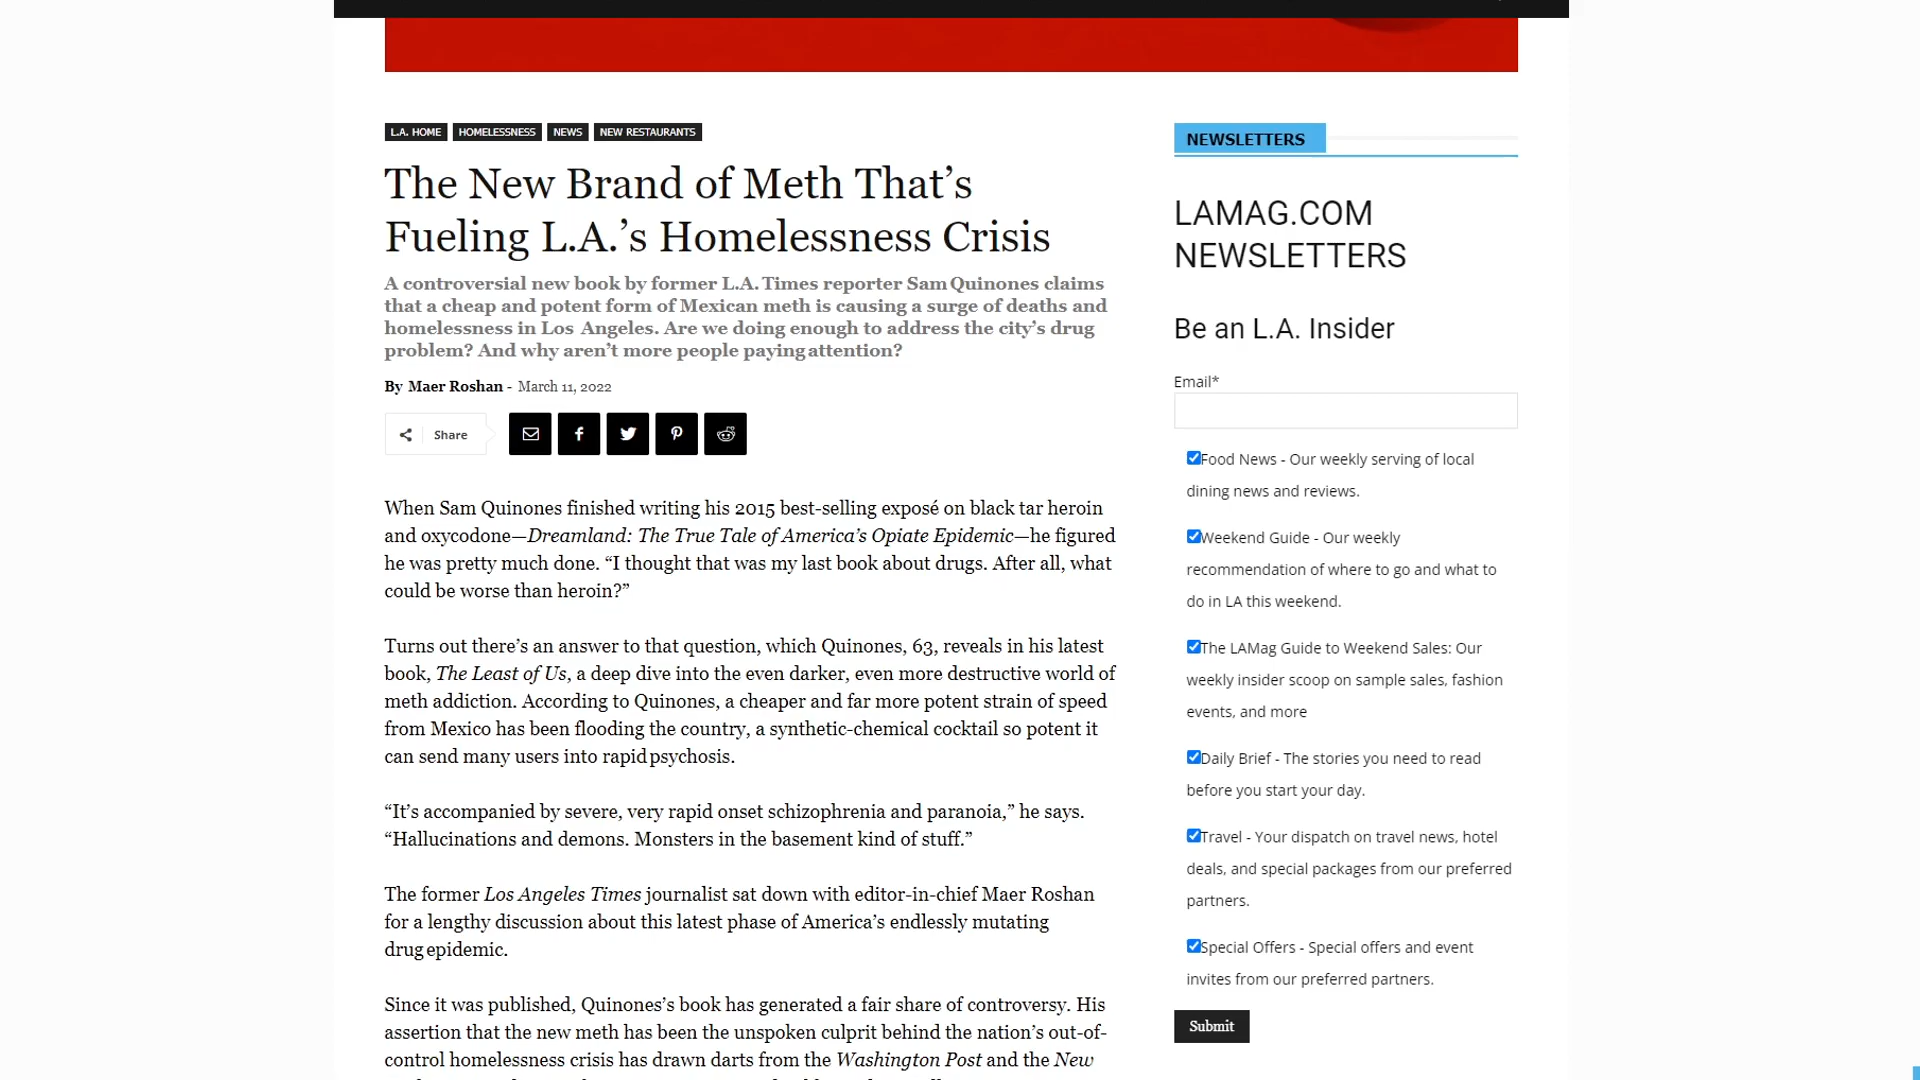 L.A. HOME HOMELESSNESS NEWS NEW RESTAURANTS
The New Brand of Meth That’s
Fueling L.A.’s Homelessness Crisis
A controversial new book by former L.A. Times reporter Sam Quinones claims
that a cheap and potent form of Mexican meth is causing a surge of deaths and
homelessness in Los Angeles. Are we doing enough to address the city’s drug
problem? And why aren’t more people paying attention?
By Maer Roshan - March 11, 2022
Share
When Sam Quinones finished writing his 2015 best-selling exposé on black tar heroin
and oxycodone—Dreamland: The True Tale of America’s Opiate Epidemic—he figured
he was pretty much done. “I thought that was my last book about drugs. After all, what
could be worse than heroin?”
Turns out there’s an answer to that question, which Quinones, 63, reveals in his latest
book, The Least of Us, a deep dive into the even darker, even more destructive world of
meth addiction. According to Quinones, a cheaper and far more potent strain of speed
from Mexico has been flooding the country, a synthetic-chemical cocktail so potent it
can send many users into rapid psychosis.
“It’s accompanied by severe, very rapid onset schizophrenia and paranoia,” he says.
“Hallucinations and demons. Monsters in the basement kind of stuff.”
The former Los Angeles Times journalist sat down with editor-in-chief Maer Roshan
for a lengthy discussion about this latest phase of America’s endlessly mutating
drug epidemic.
Since it was published, Quinones’s book has generated a fair share of controversy. His
assertion that the new meth has been the unspoken culprit behind the nation’s out-of-
control homelessness crisis has drawn darts from the Washington Post and the New
NEWSLETTERS
LAMAG.COM
NEWSLETTERS
Be an L.A. Insider
Email*
Food News - Our weekly serving of local
dining news and reviews.
Weekend Guide - Our weekly
recommendation of where to go and what to
do in LA this weekend.
The LAMag Guide to Weekend Sales: Our
weekly insider scoop on sample sales, fashion
events, and more
Daily Brief - The stories you need to read
before you start your day.
Travel - Your dispatch on travel news, hotel
deals, and special packages from our preferred
partners.
Special Offers - Special offers and event
invites from our preferred partners.
Submit